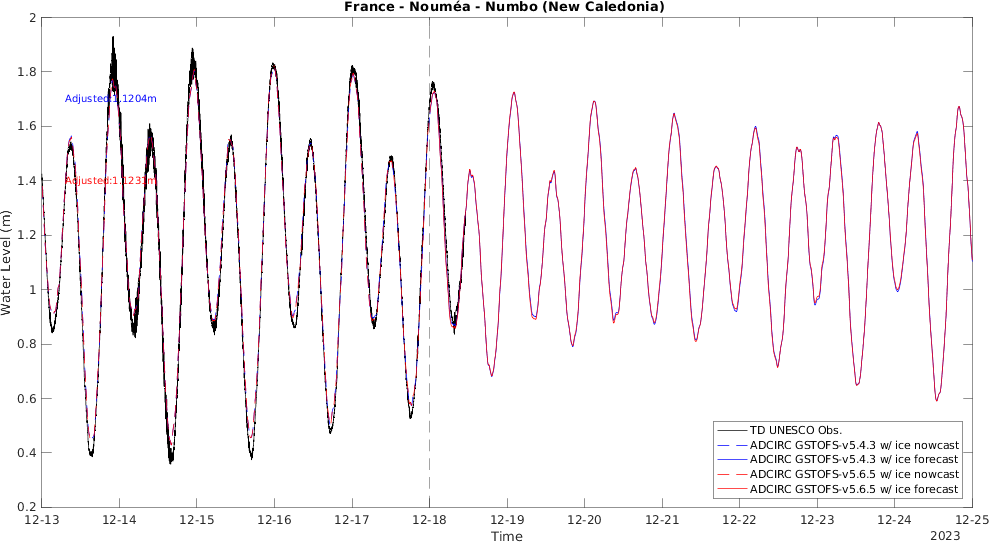 France - Nouméa - Numbo (New Caledonia)
2
1.8
Adjusted:1.1204m
1.6
1.4
Adjusted:1.1231m
1.2
Water Level (m)
1
0.8
0.6
0.4
0.2
TD UNESCO Obs.
ADCIRC GSTOFS-v5.4.3 w/ ice nowcast
ADCIRC GSTOFS-v5.4.3 w/ ice forecast
ADCIRC GSTOFS-v5.6.5 w/ ice nowcast
ADCIRC GSTOFS-v5.6.5 w/ ice forecast
12-13 12-14 12-15 12-16 12-17 12-18 12-19 12-20 12-21 12-22 12-23 12-24 12-25
Time
2023